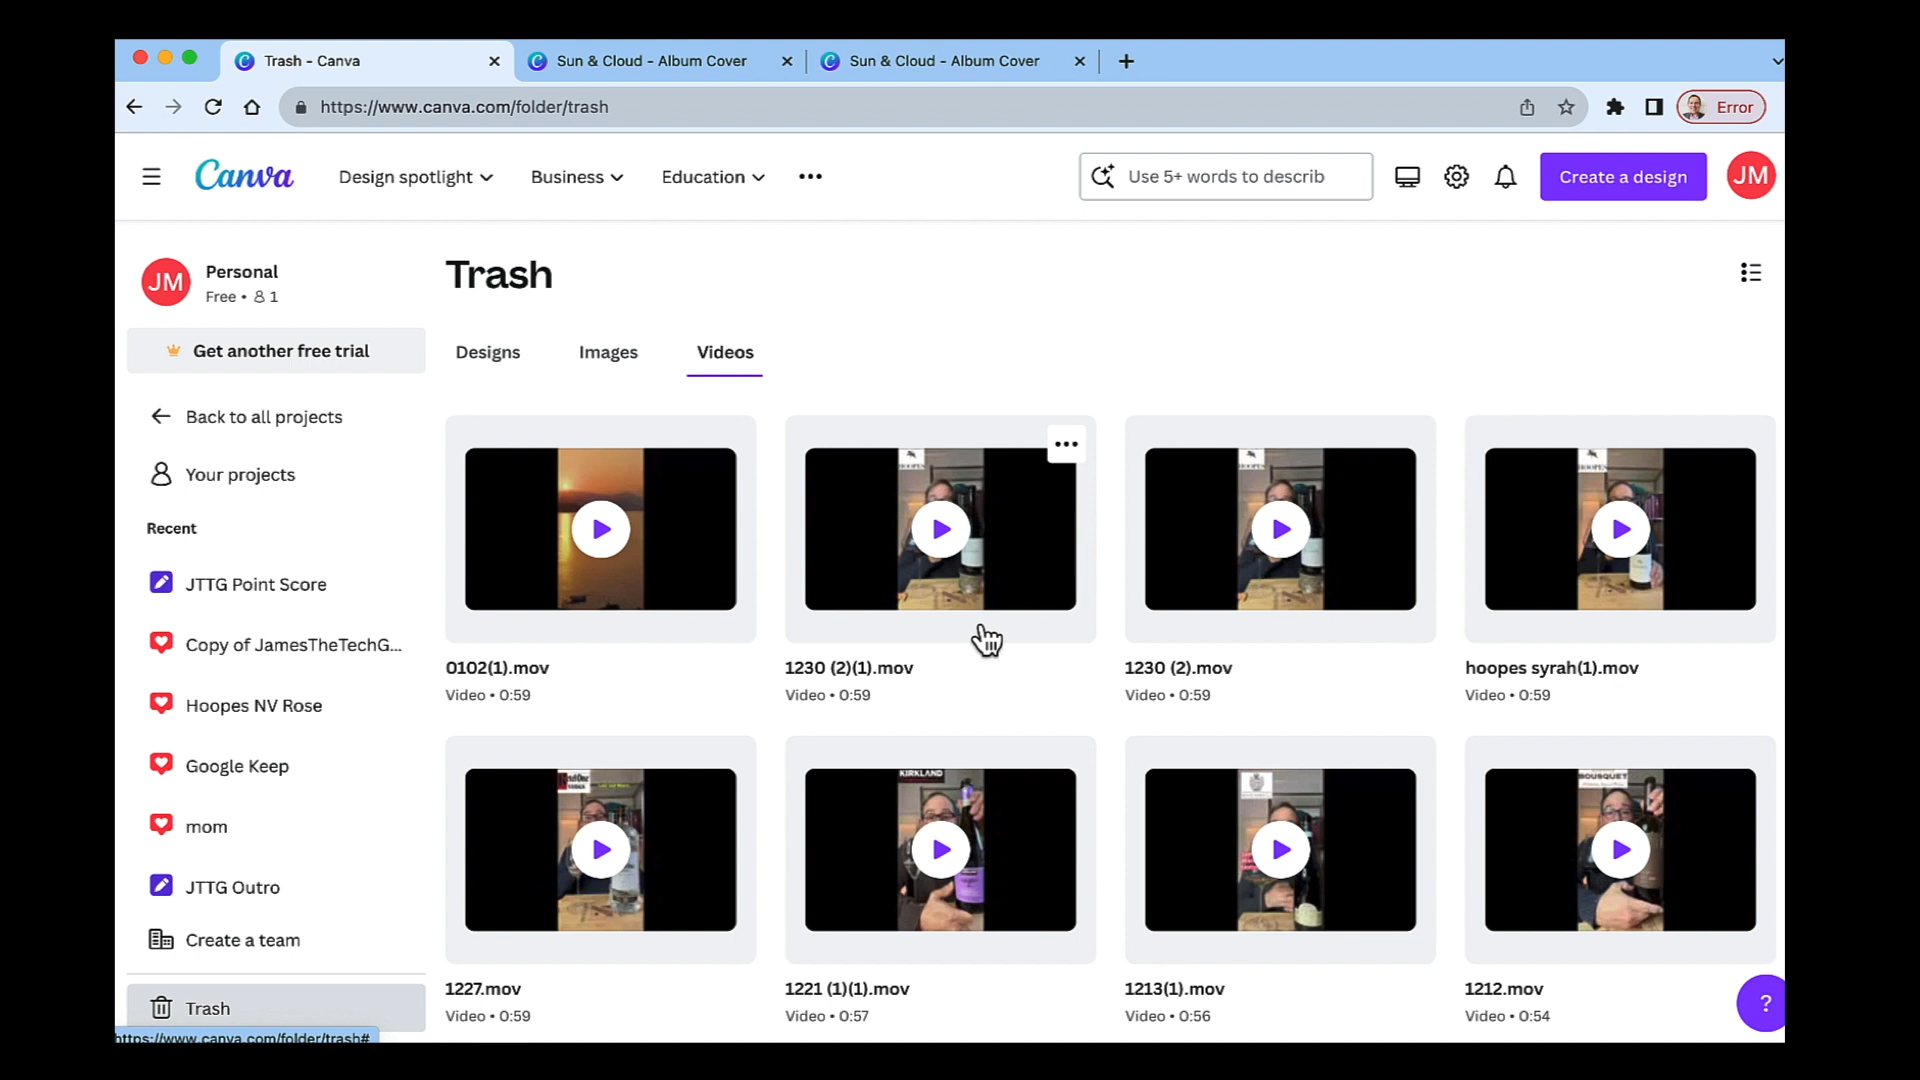 Trash - Canva
Sun & Cloud - Album Cover
Sun & Cloud - Album Cover
https://www.canva.com/folder/trash
Error
Canva
Design spotlight
Business
Education
Use 5+ words to describ
Create a design
JM
JM
Personal
Free • 1
Get another free trial
Back to all projects
Your projects
Recent
JTTG Point Score
Copy of JamesTheTechG...
Hoopes NV Rose
Google Keep
mom
JTTG Outro
Create a team
Trash
https://www.canva.com/folder/trash#
Trash
Designs
Images
Videos
HOOPES
0102(1).mov
Video • 0:59
1230 (2)(1).mov
Video • 0:59
1230 (2).mov
Video • 0:59
hoopes syrah(1).mov
Video • 0:59
KIRKLAND
BOUSQUET
1227.mov
Video • 0:59
1221 (1)(1).mov
Video • 0:57
1213(1).mov
Video • 0:56
1212.mov
Video • 0:54
?